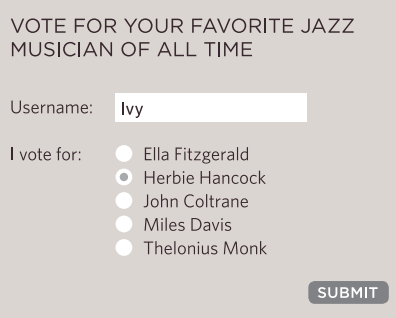 VOTE FOR YOUR FAVORITE JAZZ
MUSICIAN OF ALL TIME
Username: Ivy
I vote for: Ella Fitzgerald
Herbie Hancock
John Coltrane
Miles Davis
Thelonius Monk
SUBMIT